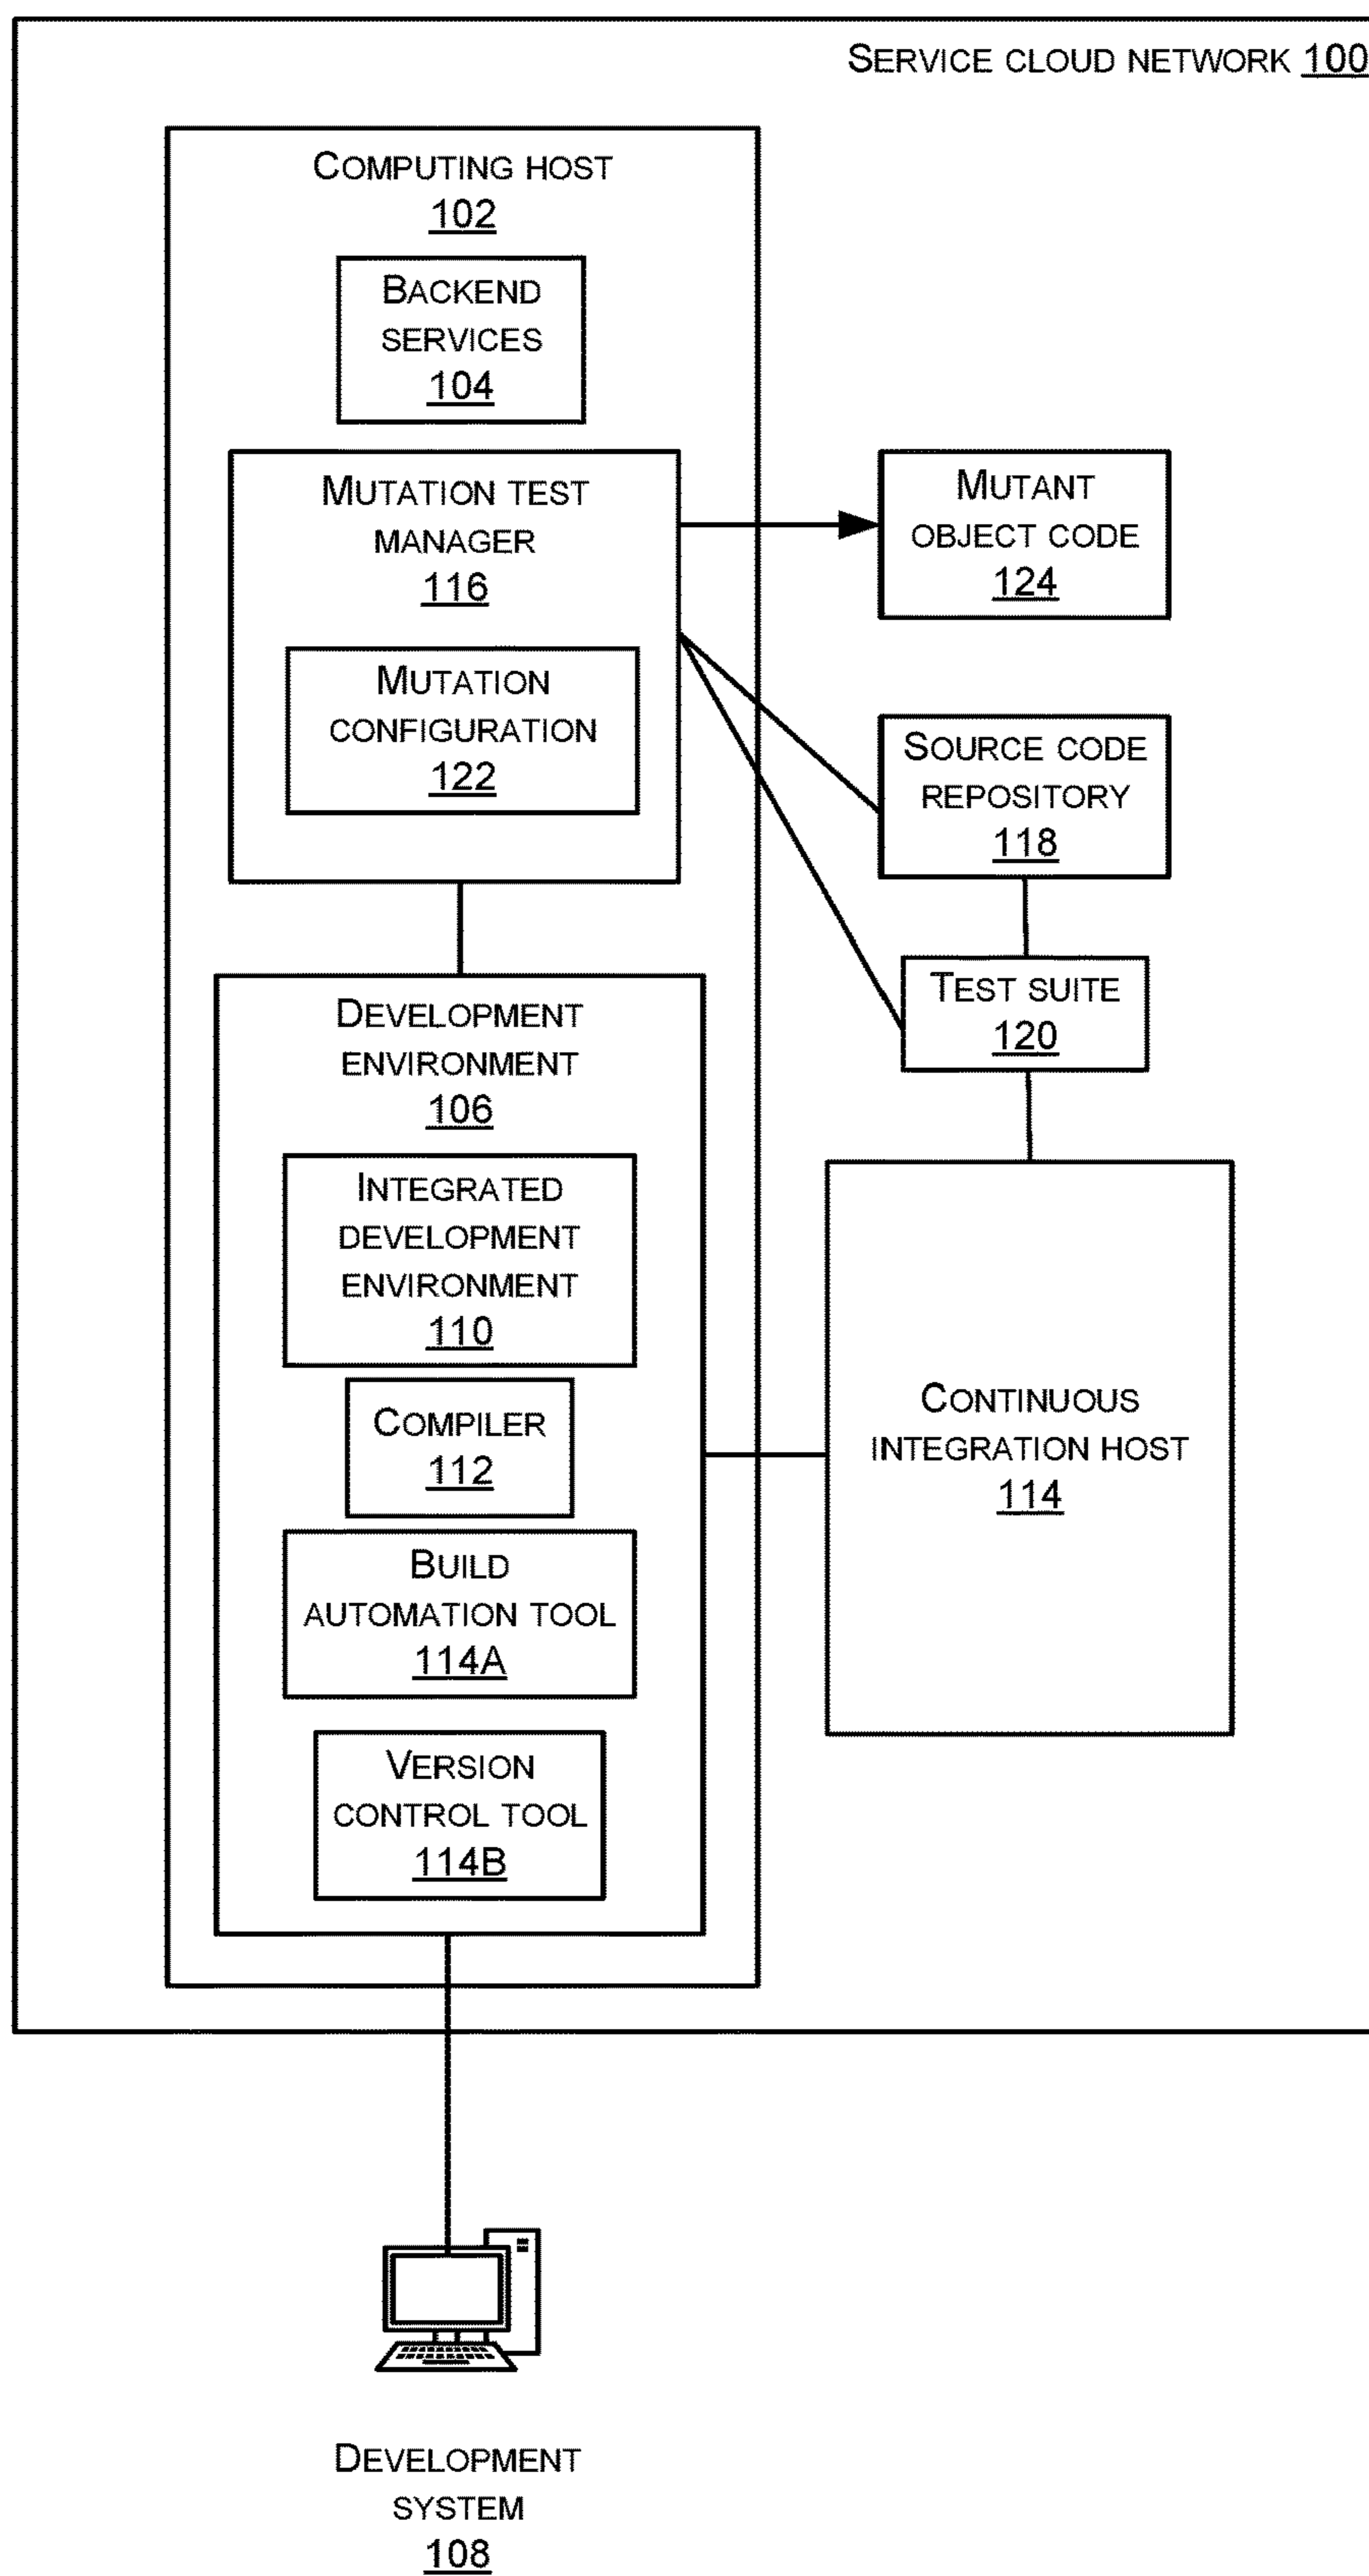 SERVICE CLOUD NETWORK 100
COMPUTING HOST
102
BACKEND
SERVICES
104
MUTATION TEST
MANAGER
116
MUTATION
CONFIGURATION
122
MUTANT
OBJECT CODE
124
SOURCE CODE
REPOSITORY
118
TEST SUITE
120
DEVELOPMENT
ENVIRONMENT
106
INTEGRATED
DEVELOPMENT
ENVIRONMENT
110
COMPILER
112
BUILD
AUTOMATION TOOL
114A
VERSION
CONTROL TOOL
114B
CONTINUOUS
INTEGRATION HOST
114
DEVELOPMENT
SYSTEM
108